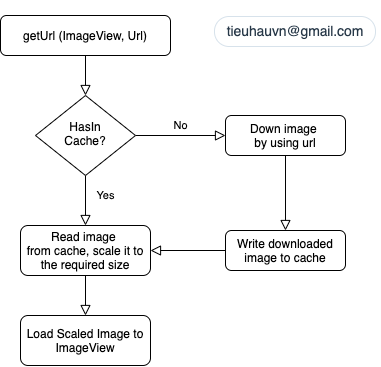 getUrl (ImageView, Url)
tieuhauvn@gmail.com
HasIn
Cache?
No
Down image
by using url
Yes
Read image
from cache, scale it to
the required size
Write downloaded
image to cache
Load Scaled Image to
ImageView